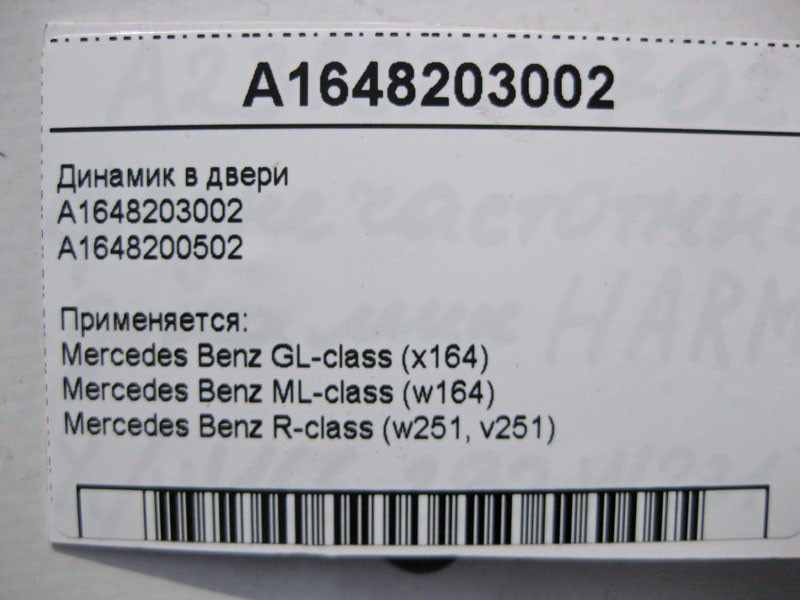 A1648203002
Динамик в двери
A1648203002
A1648200502
Применяется:
Mercedes Benz GL-class (x164)
Mercedes Benz ML-class (w164)
Mercedes Benz R-class (w251, v251)